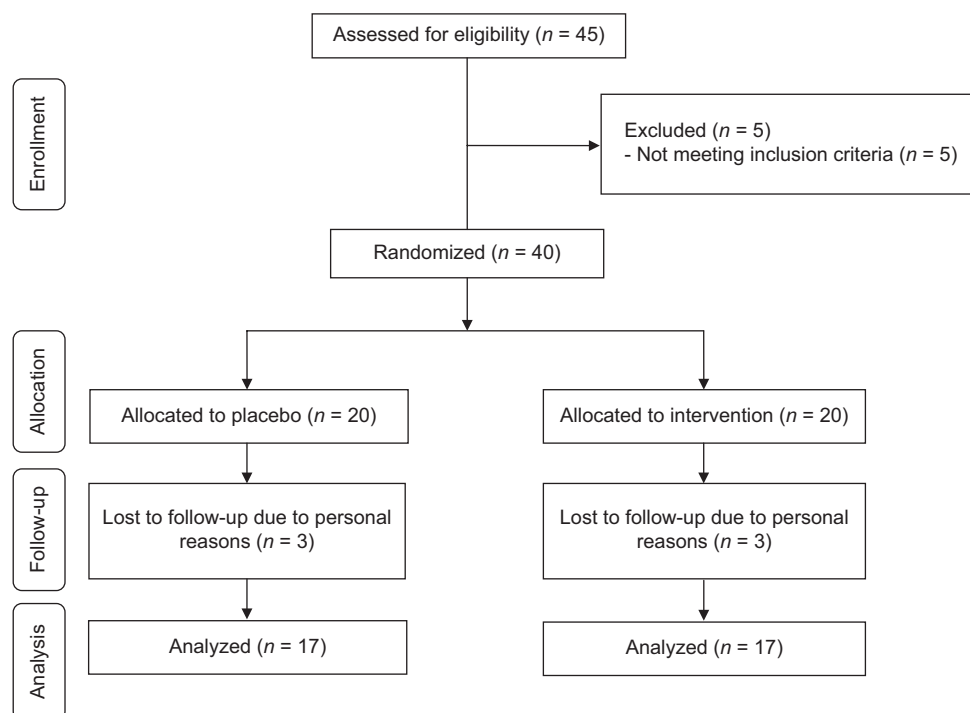 Assessed for eligibility (n = 45)
Enrollment
Excluded (n = 5)
- Not meeting inclusion criteria (n = 5)
Randomized (n = 40)
Allocation
Allocated to placebo (n = 20)
Allocated to intervention (n = 20)
Follow-up
Lost to follow-up due to personal
reasons (n = 3)
Lost to follow-up due to personal
reasons (n = 3)
Analysis
Analyzed (n = 17)
Analyzed (n = 17)